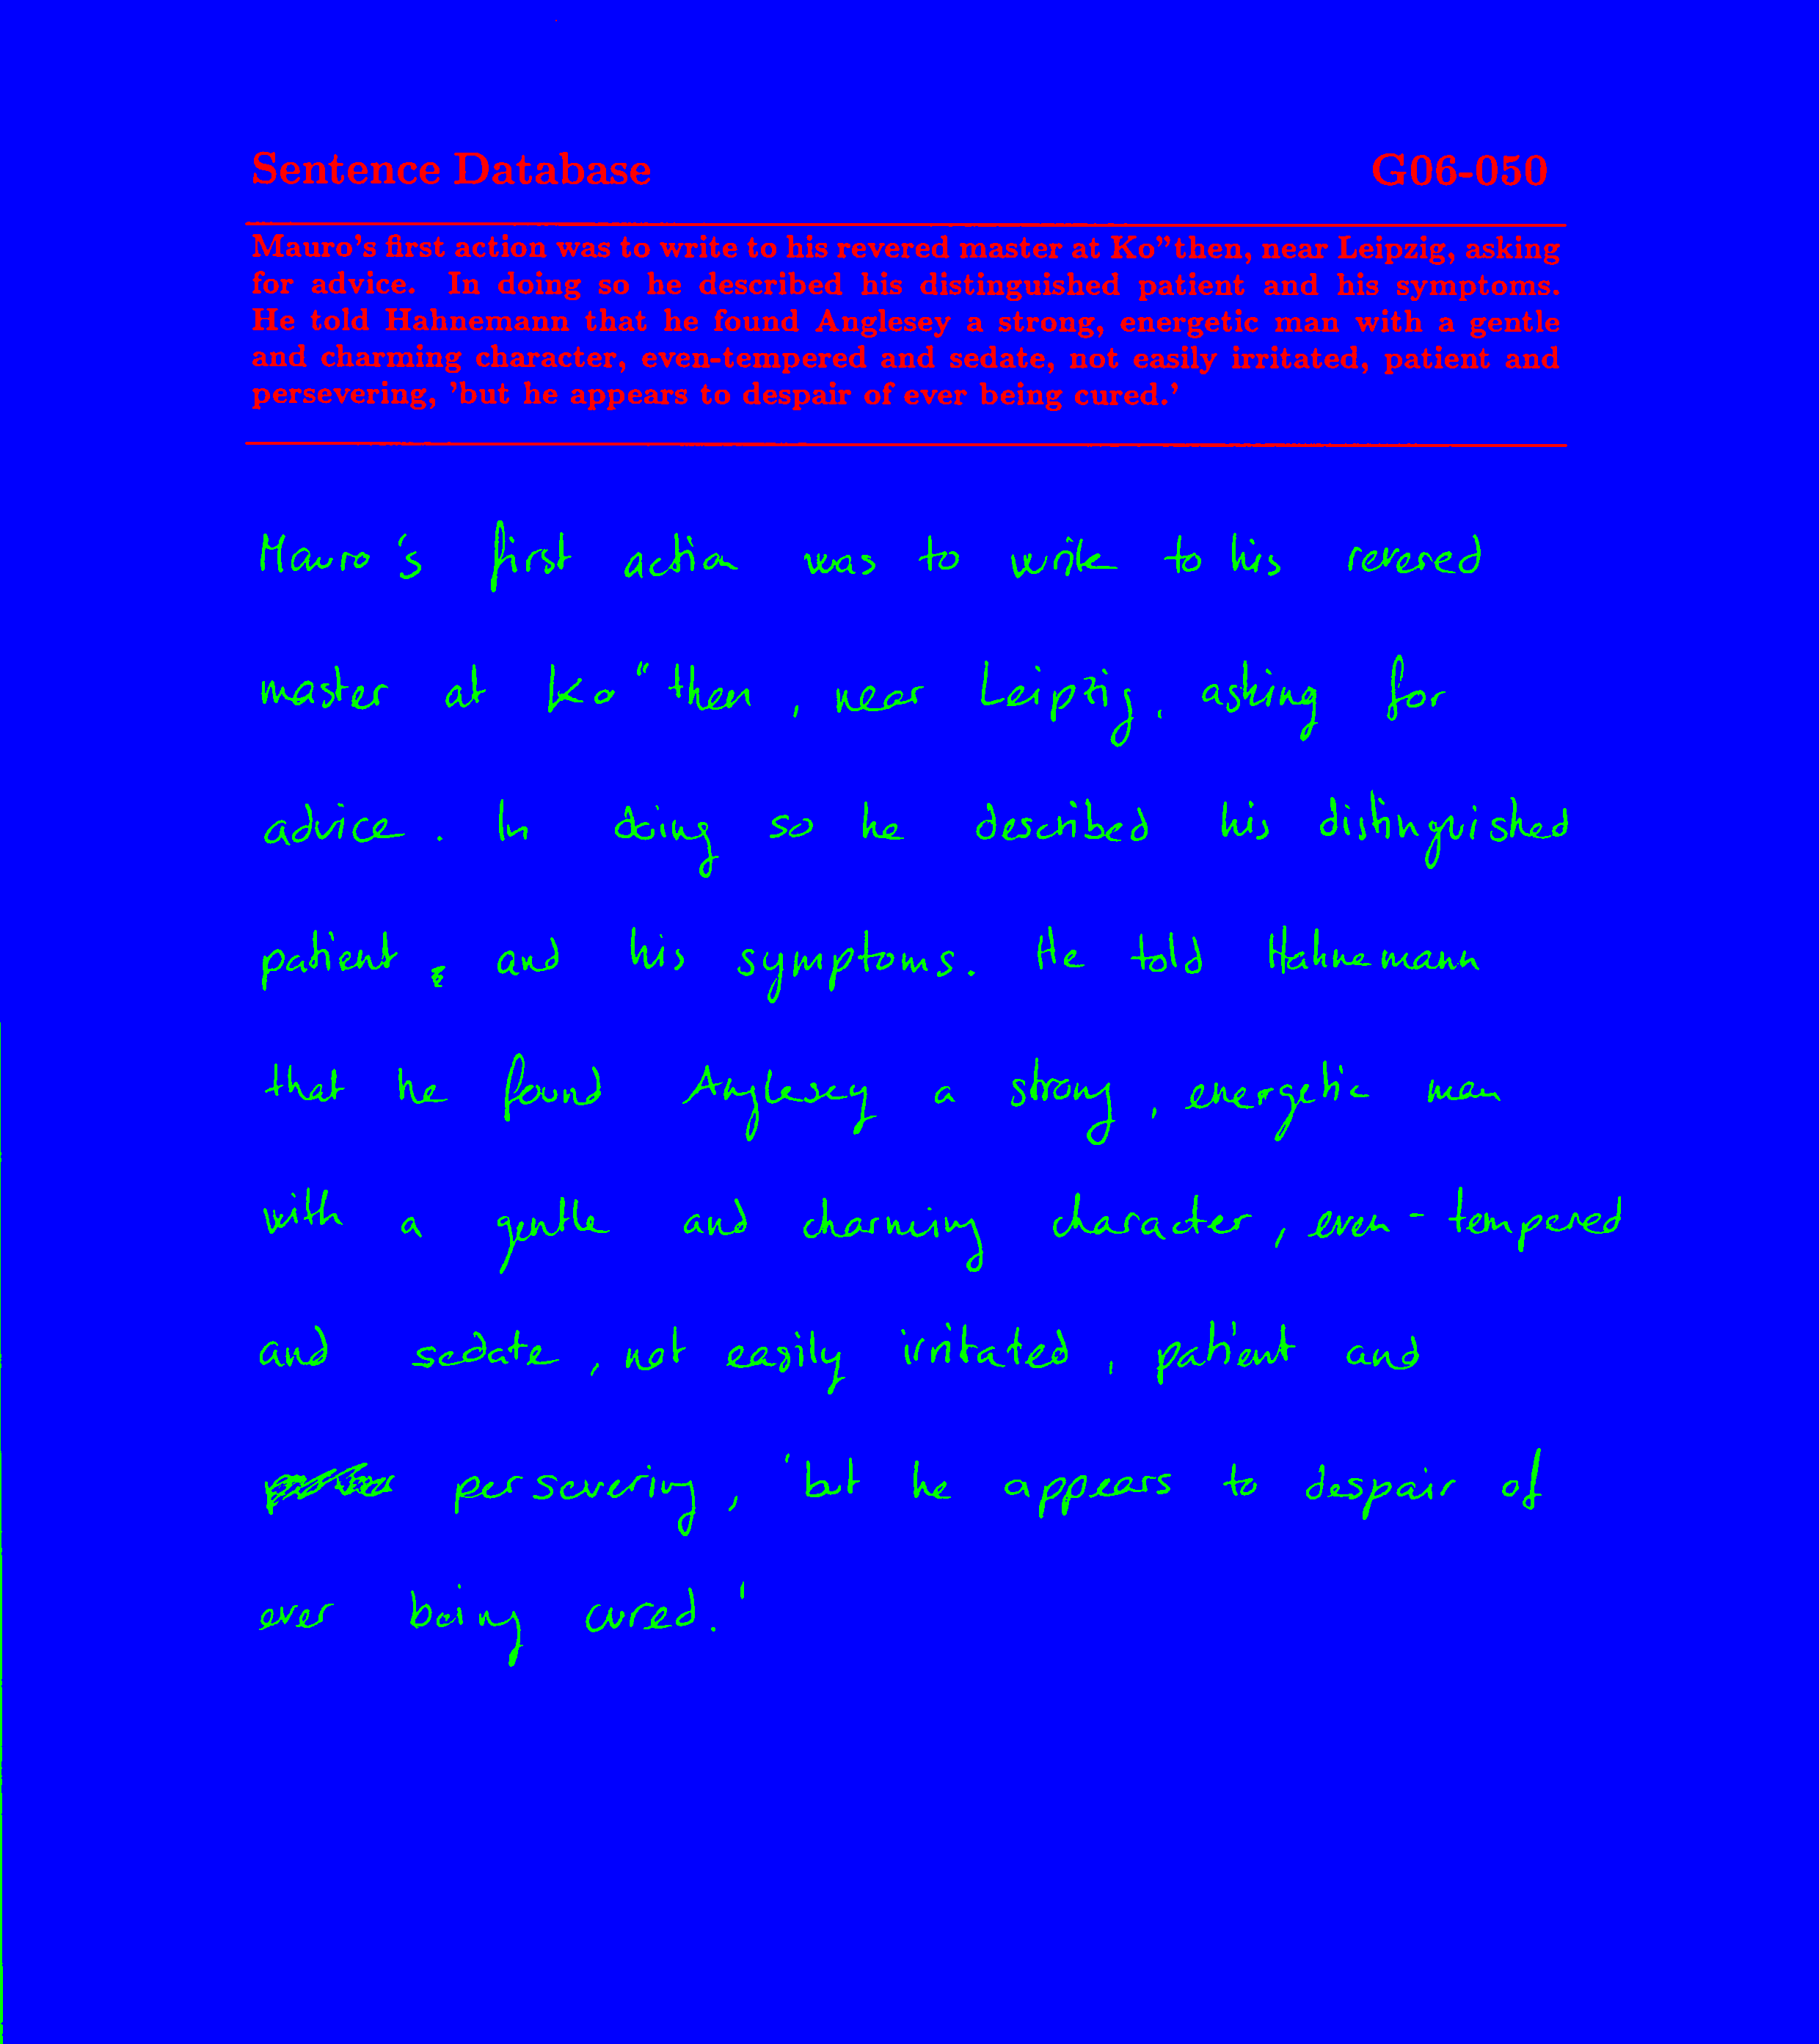 Sentence Database G06-050
Mauro's first action was to write to his revered master at Ko"then, near Leipzig, asking
for advice. In doing so he described his distinguished patient and his symptoms.
He told Hahnemann that he found Anglesey a strong, energetic man with a gentle
and charming character, even-tempered and sedate, not easily irritated, patient and
persevering, 'but he appears to despair of ever being cured.'
Mauro's first action was to write to his revered
master at Ko"then, near Leipzig, asking for
advice. In doing so he described his distinguished
patient, and his symptoms. He told Hahnemann
that he found Anglesey a strong, energetic man
with a gentle and charming character, even-tempered
and sedate, not easily irritated, patient and
persevering, 'but he appears to despair of
ever being cured.'